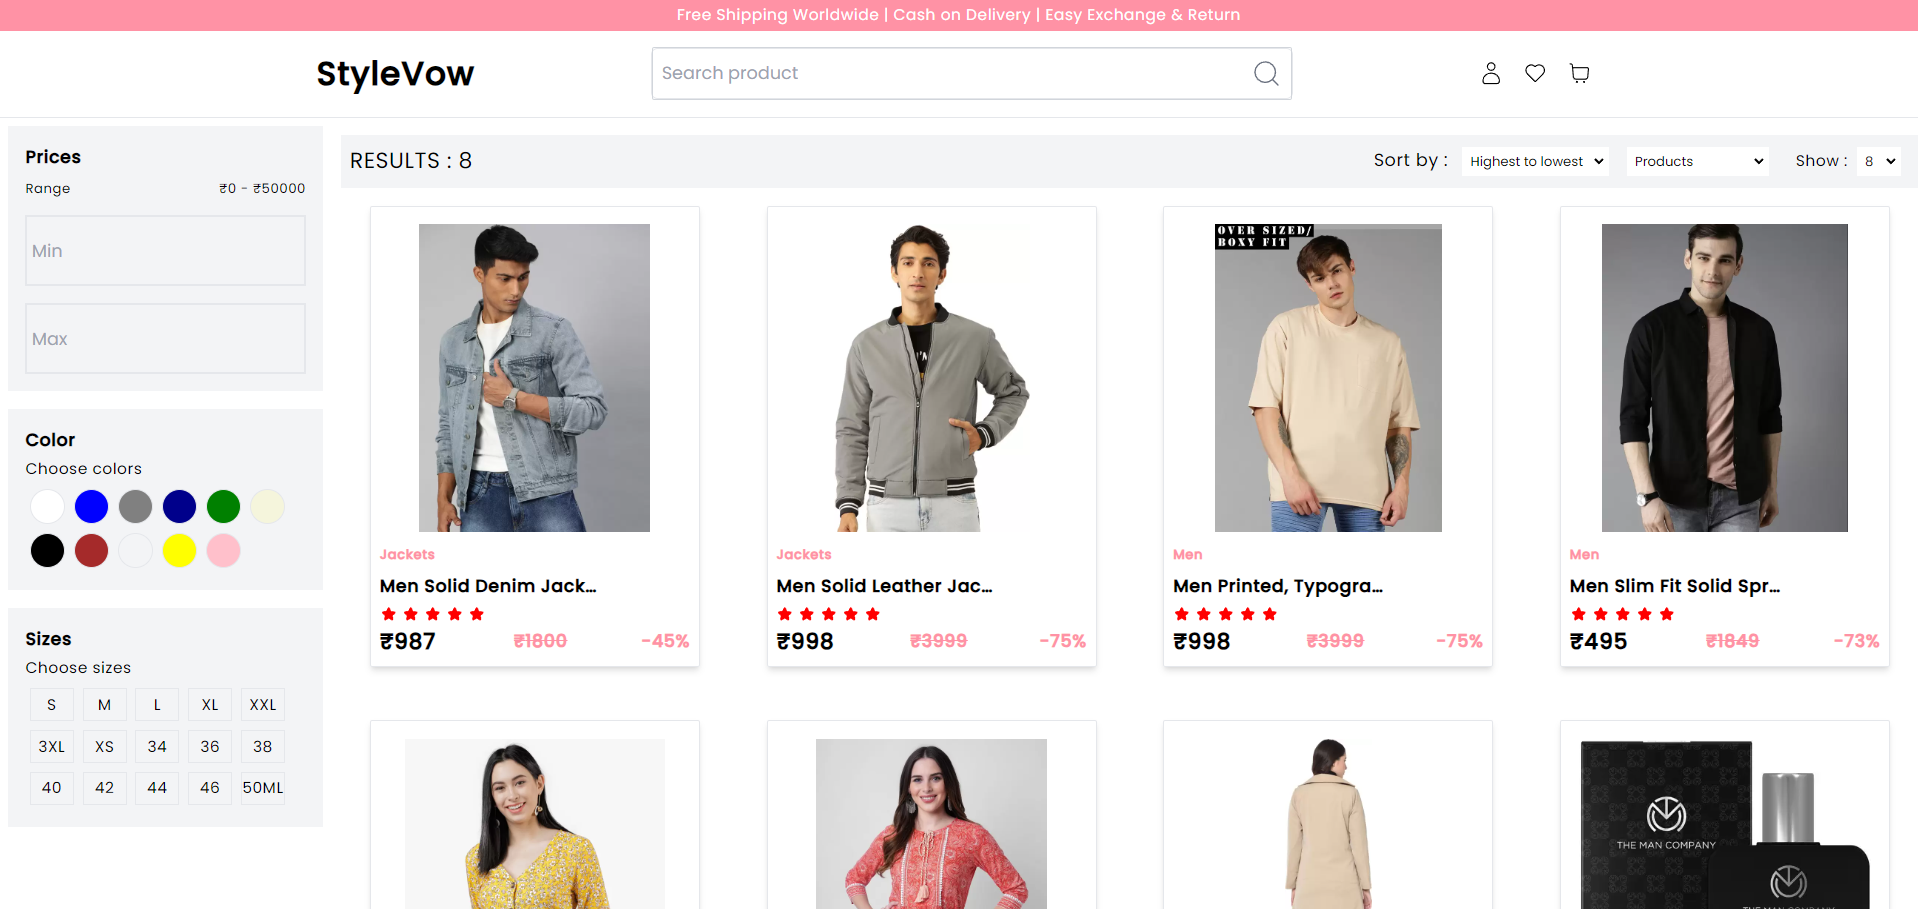 Free Shipping Worldwide | Cash on Delivery | Easy Exchange & Return
StyleVow
Search product
Prices
Range ₹0 - ₹50000
Min
Max
Color
Choose colors
Sizes
Choose sizes
S M L XL XXL
3XL XS 34 36 38
40 42 44 46 50ML
RESULTS : 8
Sort by : Highest to lowest Products Show : 8
OVER SIZED/
BOXY FIT
Jackets
Men Solid Denim Jack...
₹987 ₹1800 -45%
Jackets
Men Solid Leather Jac...
₹998 ₹3999 -75%
Men
Men Printed, Typogra...
₹998 ₹3999 -75%
Men
Men Slim Fit Solid Spr...
₹495 ₹1849 -73%
THE MAN COMPANY
THE MAN COMPANY